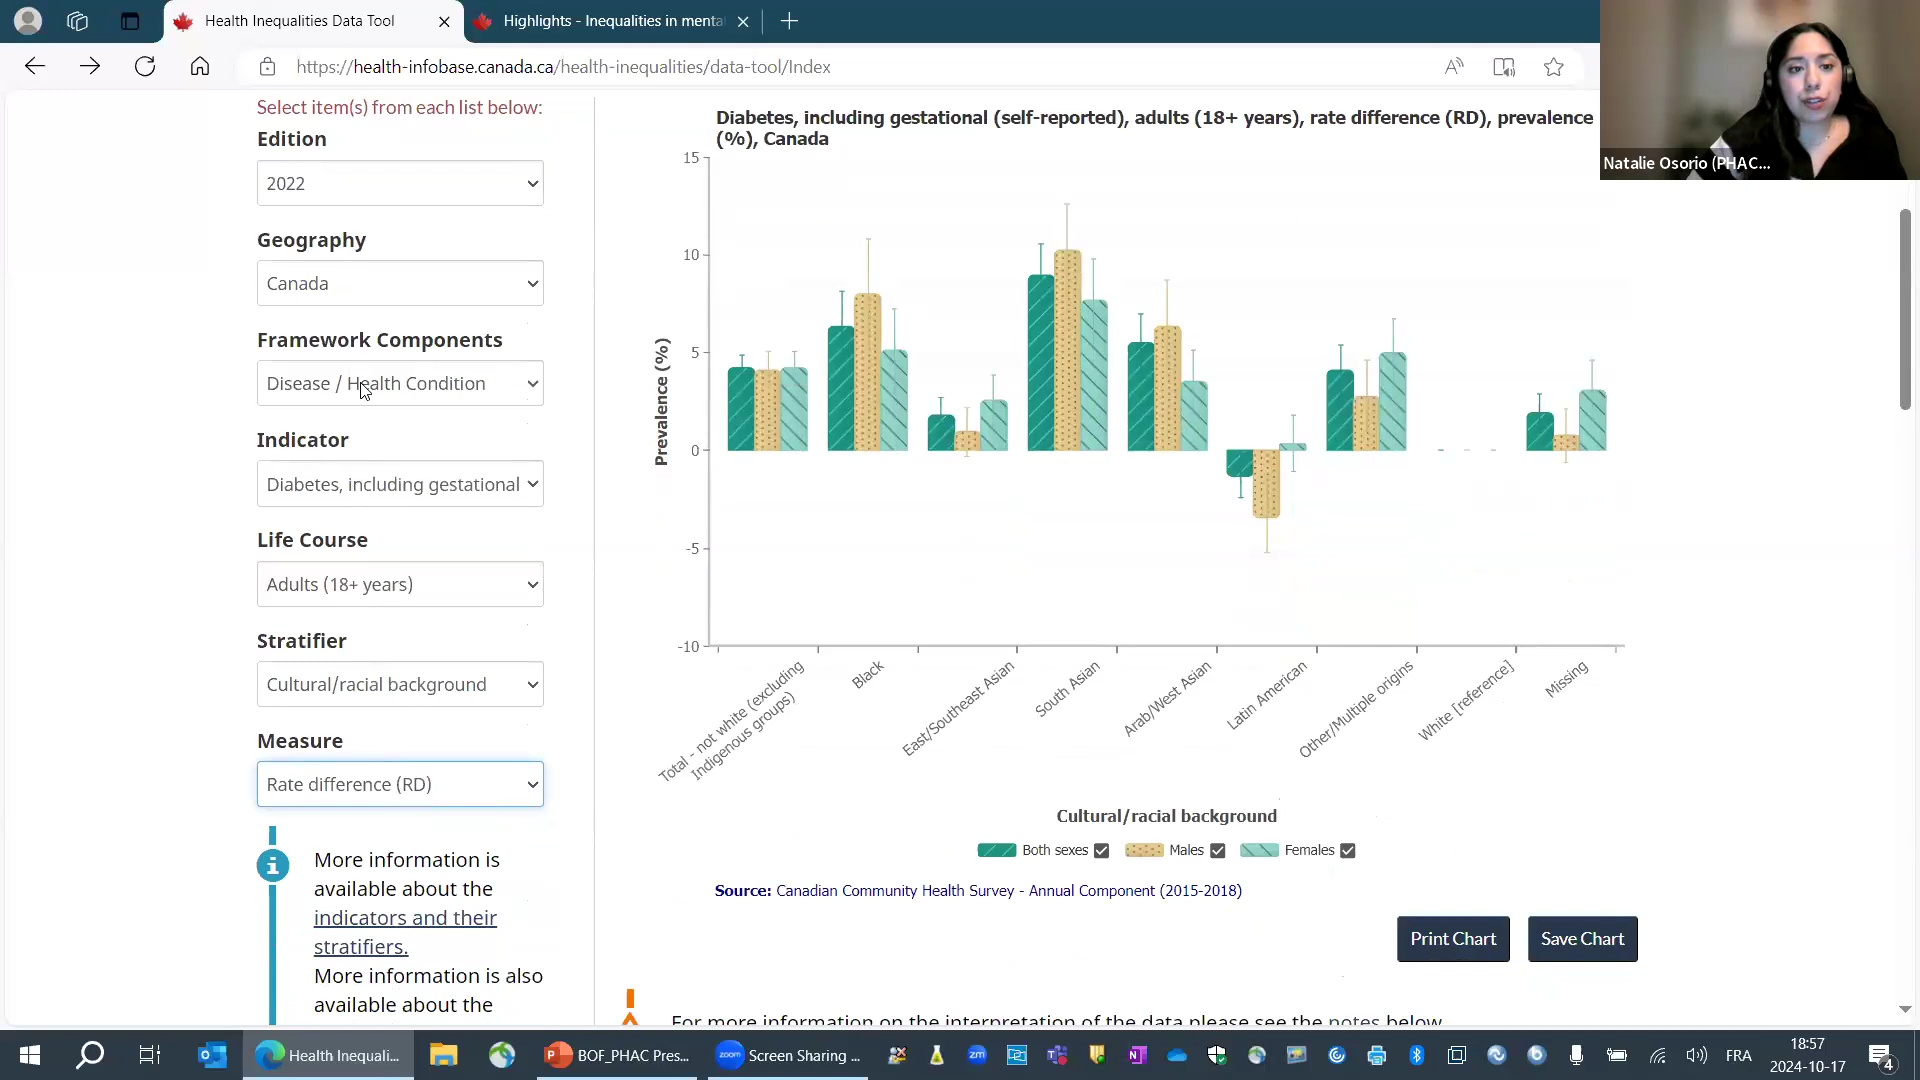 Health Inequalities Data Tool
Highlights - Inequalities in menta
https://health-infobase.canada.ca/health-inequalities/data-tool/Index
Natalie Osorio (PHAC...
Select item(s) from each list below:
Edition
2022
Geography
Canada
Framework Components
Disease / Health Condition
Indicator
Diabetes, including gestational
Life Course
Adults (18+ years)
Stratifier
Cultural/racial background
Measure
Rate difference (RD)
More information is
available about the
indicators and their
stratifiers.
More information is also
available about the
Diabetes, including gestational (self-reported), adults (18+ years), rate difference (RD), prevalence
(%), Canada
Prevalence (%)
15
10
5
0
-5
-10
Total - not white (excluding
Indigenous groups)
Black
East/Southeast Asian
South Asian
Arab/West Asian
Latin American
Other/Multiple origins
White [reference]
Missing
Cultural/racial background
Both sexes
Males
Females
Source: Canadian Community Health Survey - Annual Component (2015-2018)
Print Chart
Save Chart
For more information on the interpretation of the data please see the notes below
Health Inequali...
BOF_PHAC Pres...
zoom
Screen Sharing ...
zm
FRA
18:57
2024-10-17
4